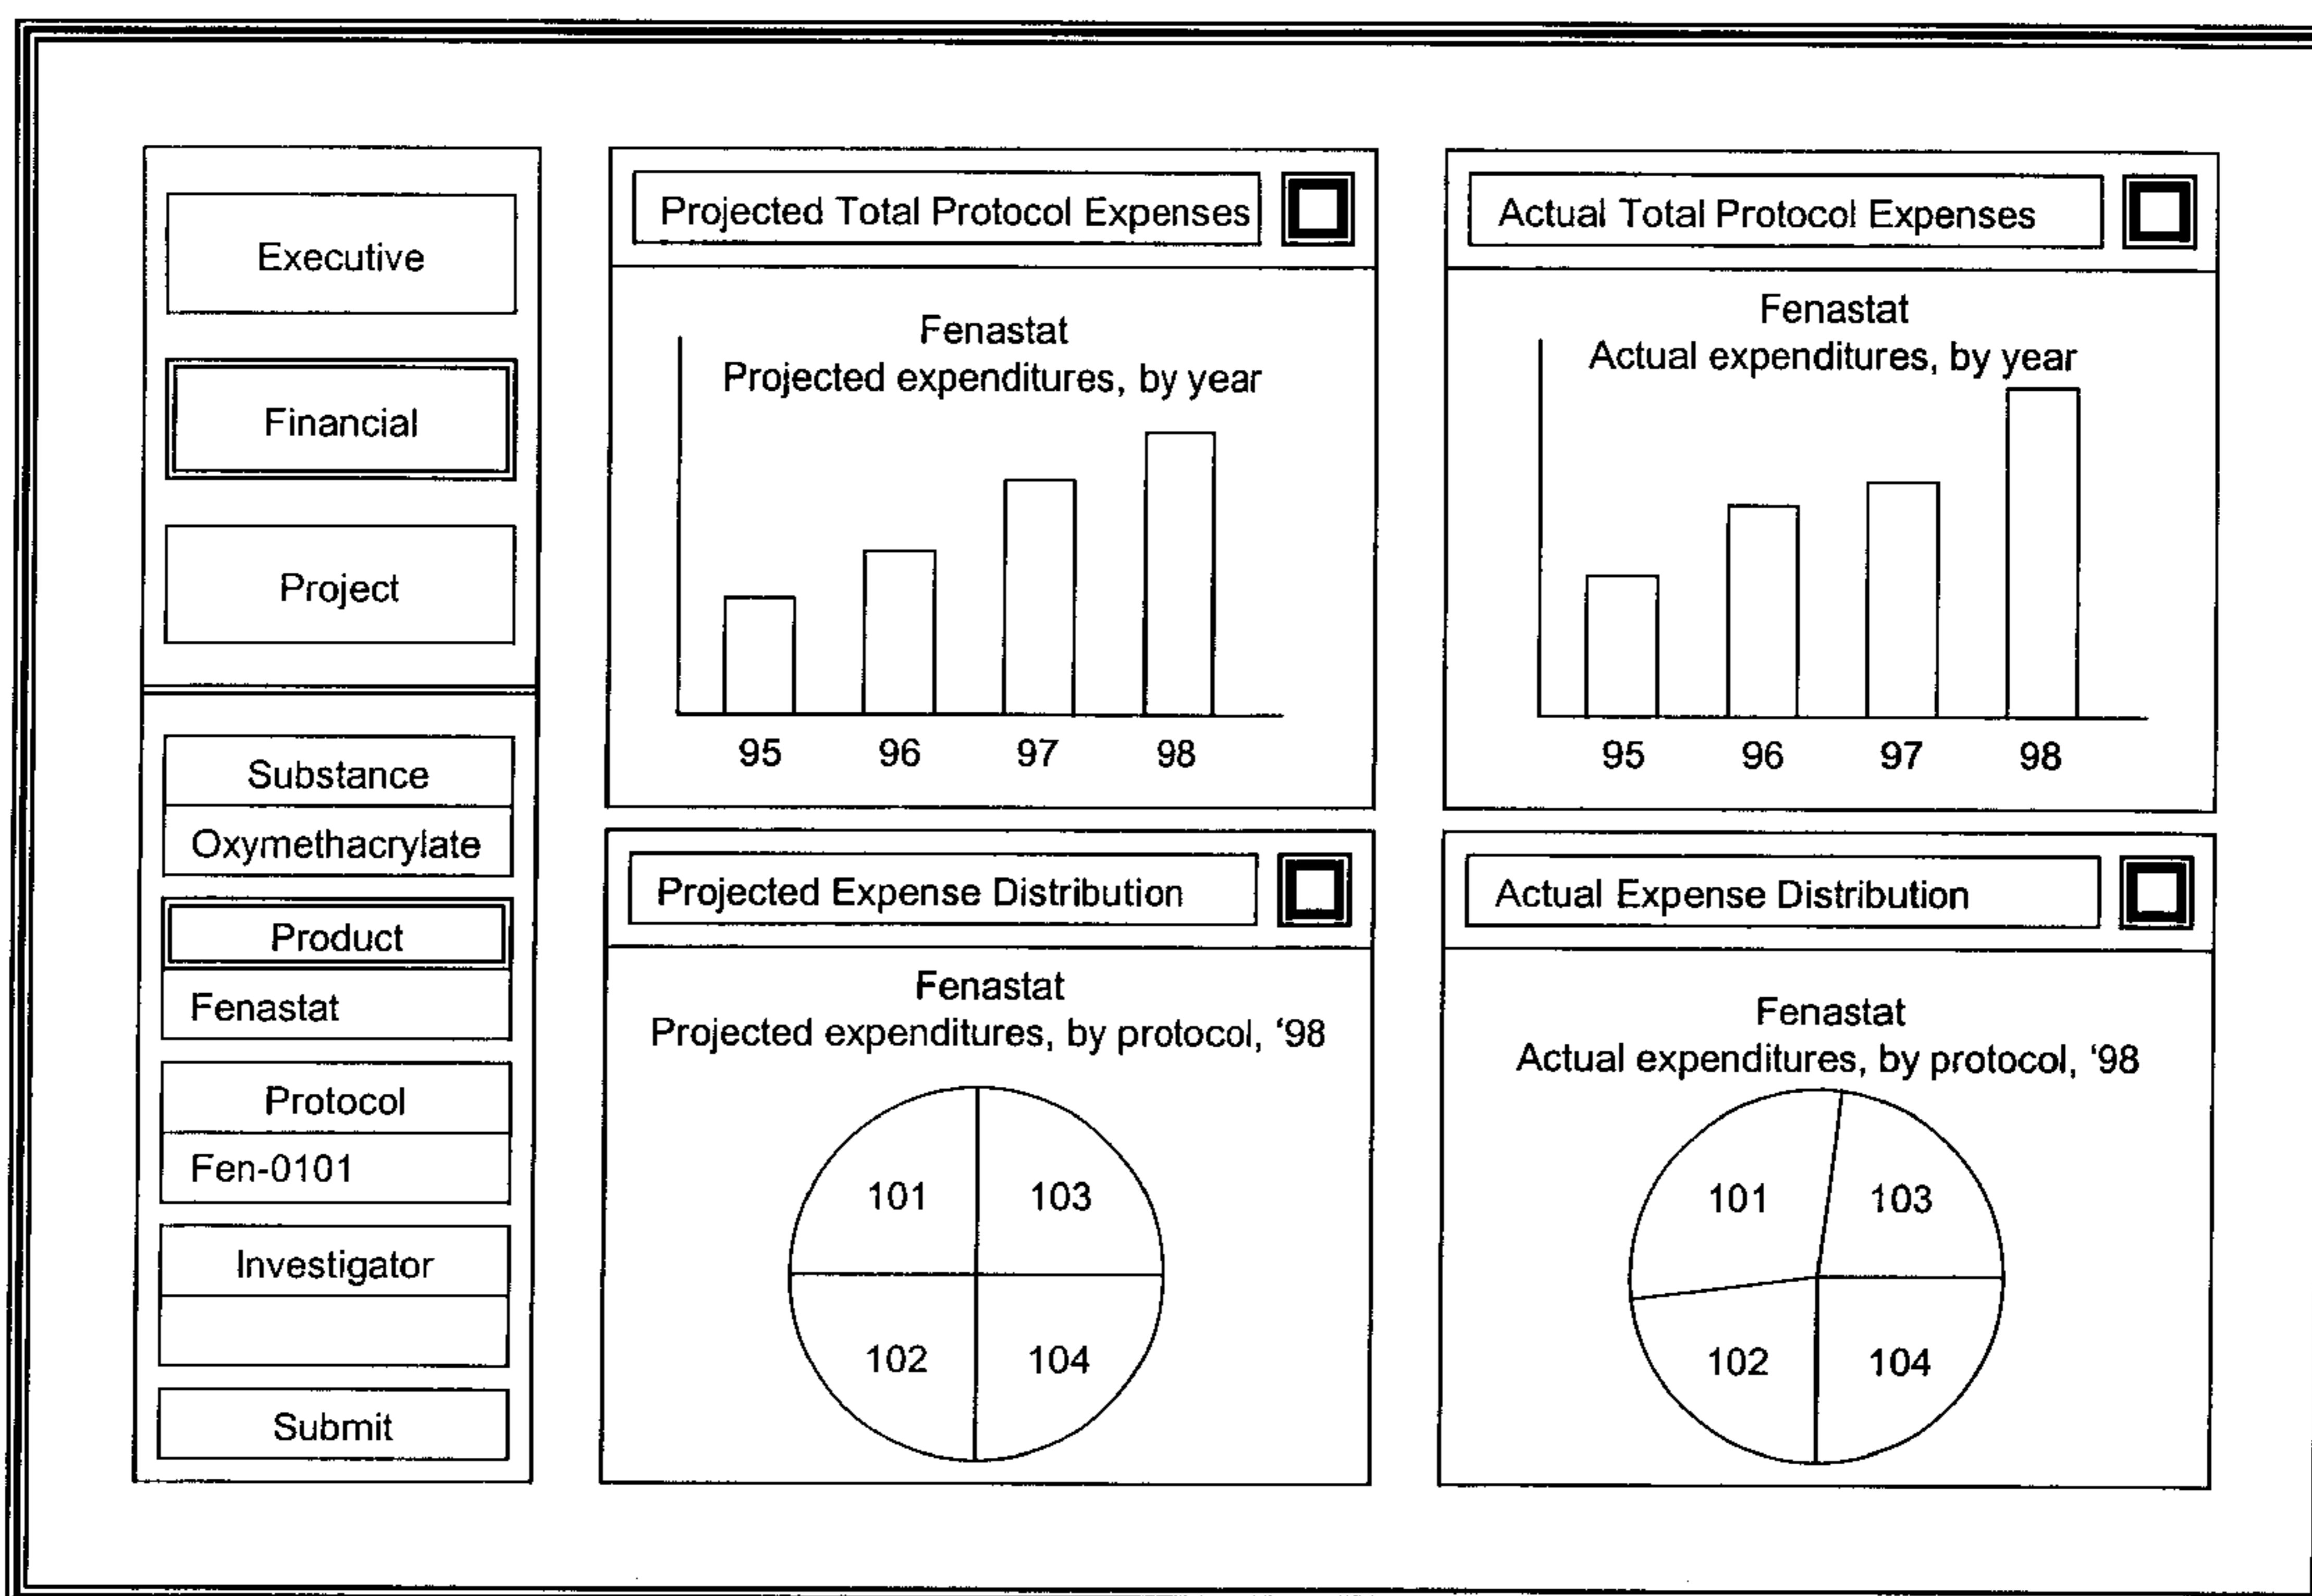 Executive
Financial
Project
Substance
Oxymethacrylate
Product
Fenastat
Protocol
Fen-0101
Investigator
Submit
Projected Total Protocol Expenses
Fenastat
Projected expenditures, by year
95 96 97 98
Actual Total Protocol Expenses
Fenastat
Actual expenditures, by year
95 96 97 98
Projected Expense Distribution
Fenastat
Projected expenditures, by protocol, ‘98
101 103
102 104
Actual Expense Distribution
Fenastat
Actual expenditures, by protocol, ‘98
101 103
102 104